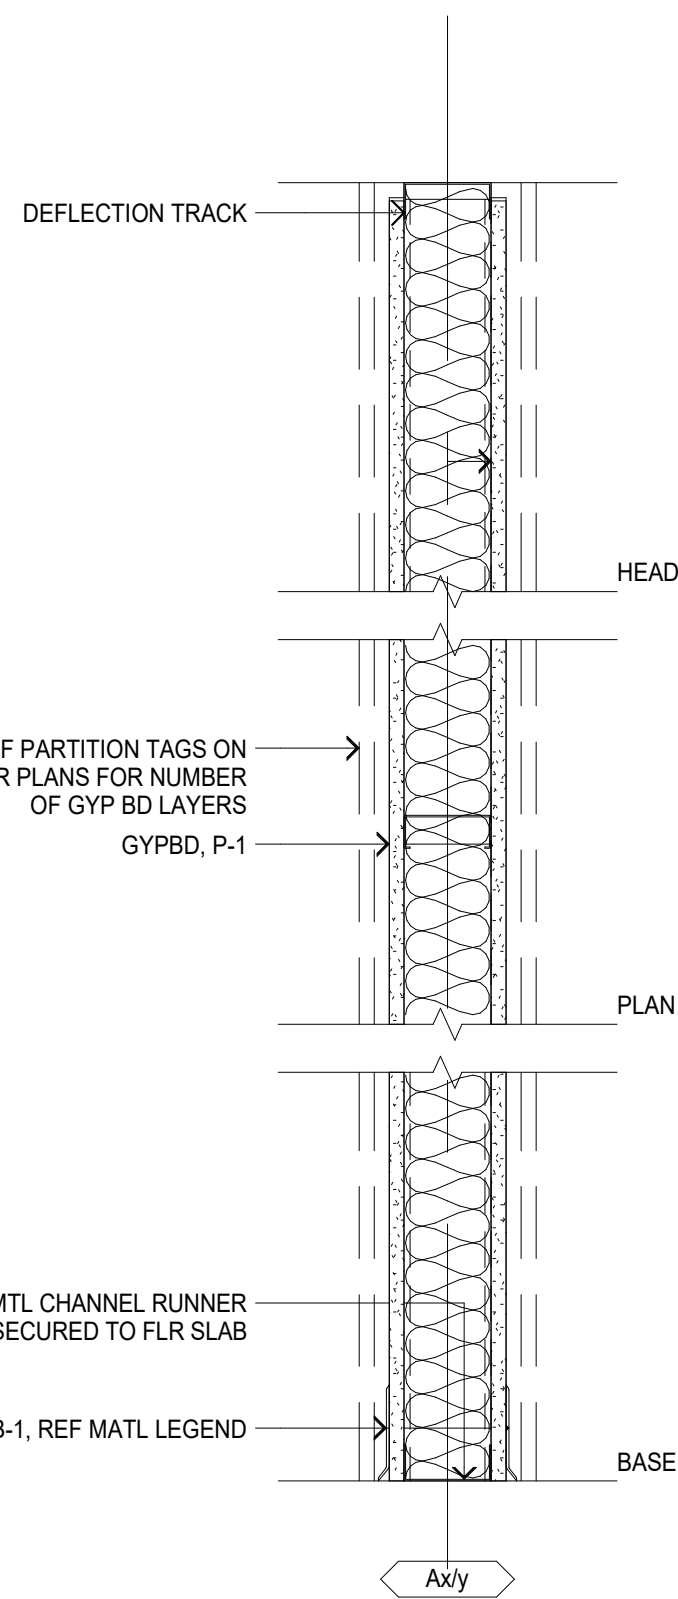 DEFLECTION TRACK
HEAD
F PARTITION TAGS ON
R PLANS FOR NUMBER
OF GYP BD LAYERS
GYPBD, P-1
PLAN
MTL CHANNEL RUNNER
SECURED TO FLR SLAB
B-1, REF MATL LEGEND
BASE
Ax/y